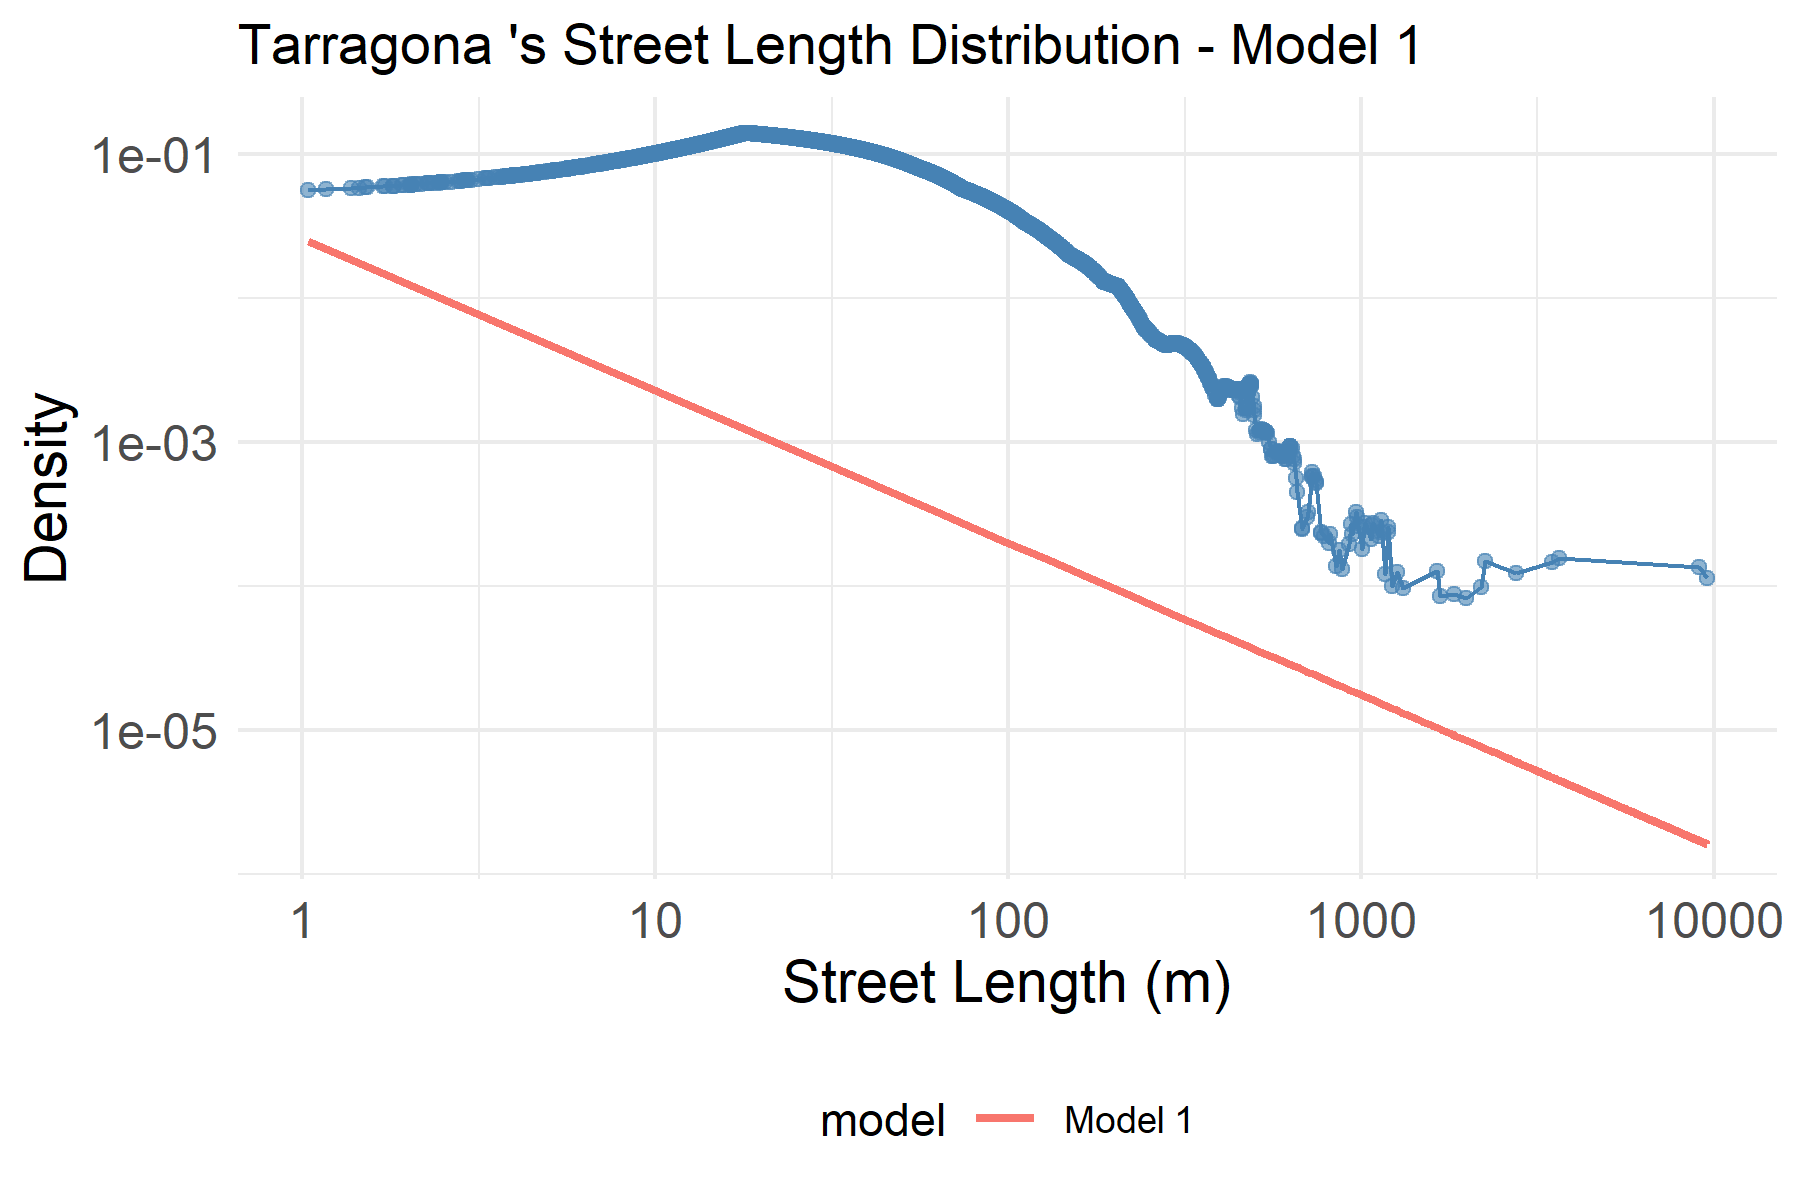 Tarragona 's Street Length Distribution - Model 1
1e-01
1e-03
1e-05
Density
1 10 100 1000 10000
Street Length (m)
model Model 1